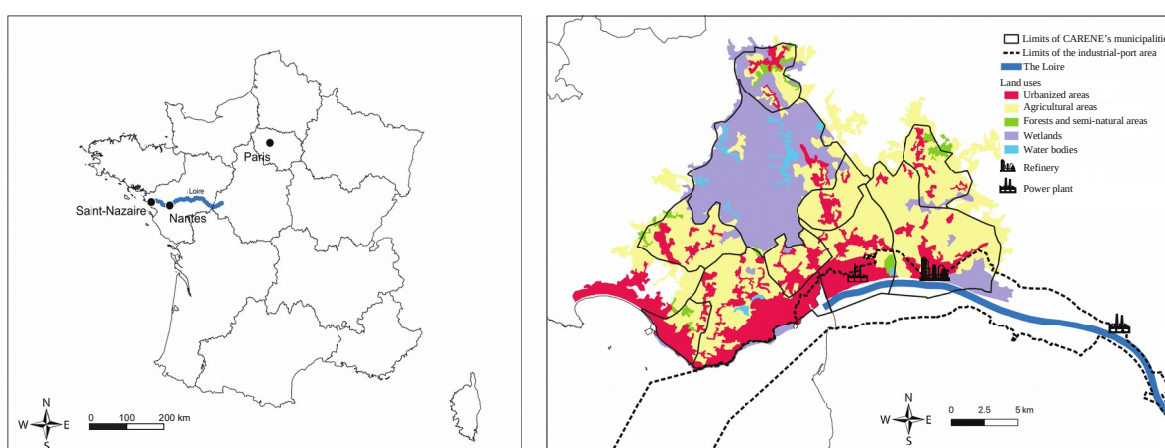 Paris
Loire
Saint-Nazaire
Nantes
N
W E
S
0 100 200 km
Limits of CARENE's municipalitie
Limits of the industrial-port area
The Loire
Land uses
Urbanized areas
Agricultural areas
Forests and semi-natural areas
Wetlands
Water bodies
Refinery
Power plant
N
W E
S
0 2.5 5 km